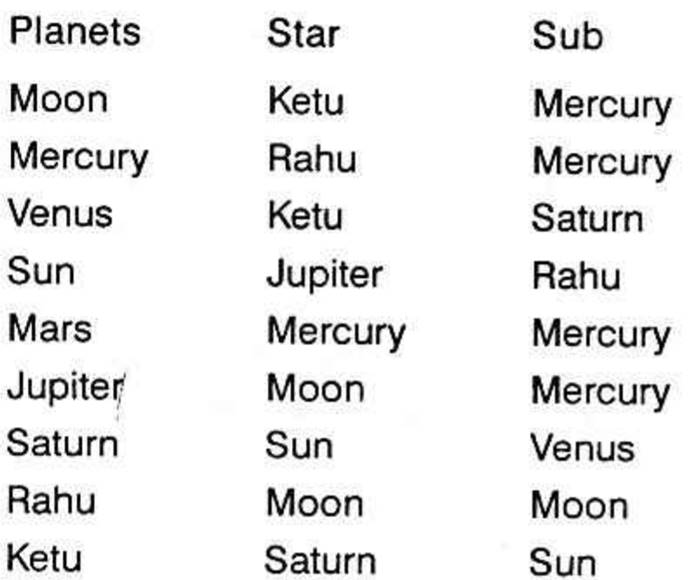 Planets Star Sub
Moon Ketu Mercury
Mercury Rahu Mercury
Venus Ketu Saturn
Sun Jupiter Rahu
Mars Mercury Mercury
Jupiter Moon Mercury
Saturn Sun Venus
Rahu Moon Moon
Ketu Saturn Sun